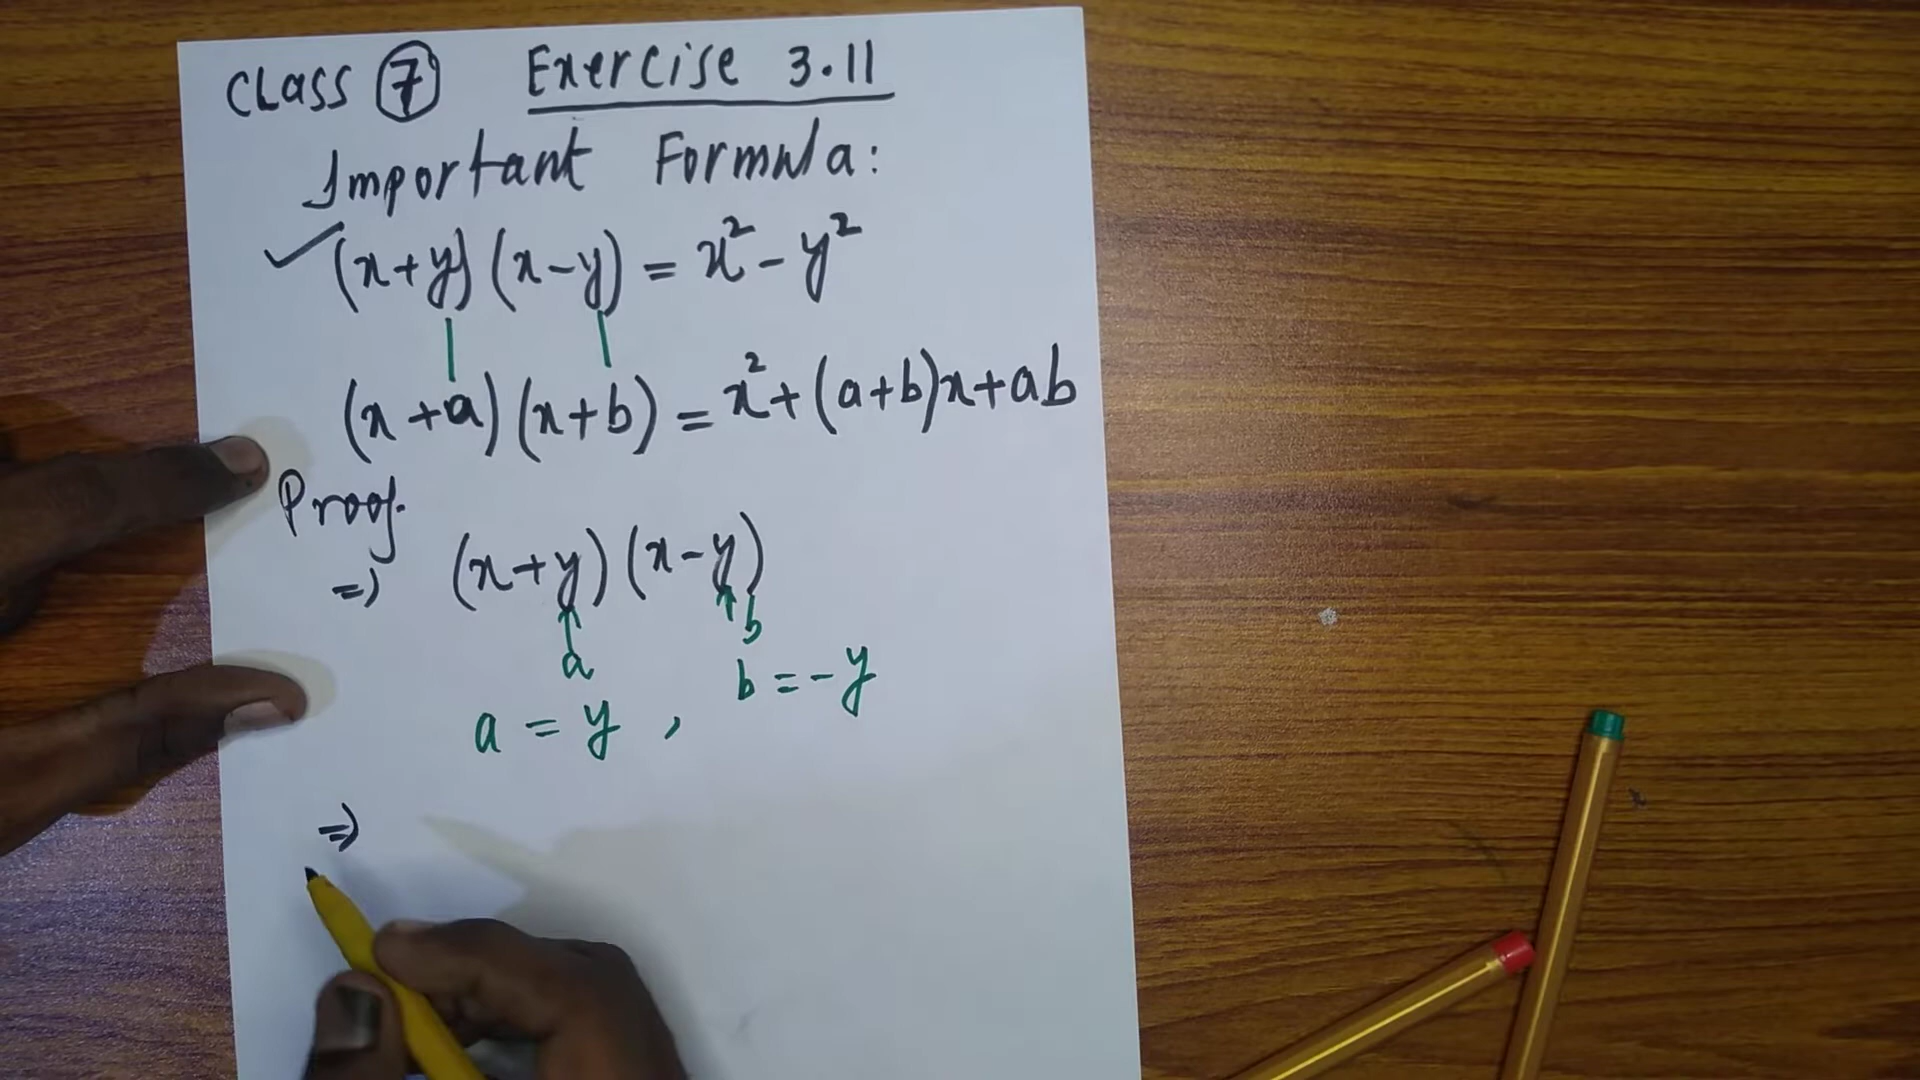 CLASS 7 Exercise 3.11
Important Formula:
✓ (x+y)(x-y) = x² - y²
(x+a)(x+b) = x²+(a+b)x+ab
Proof.
=) (x+y)(x-y)
a b
b = -y
a = y ,
=)